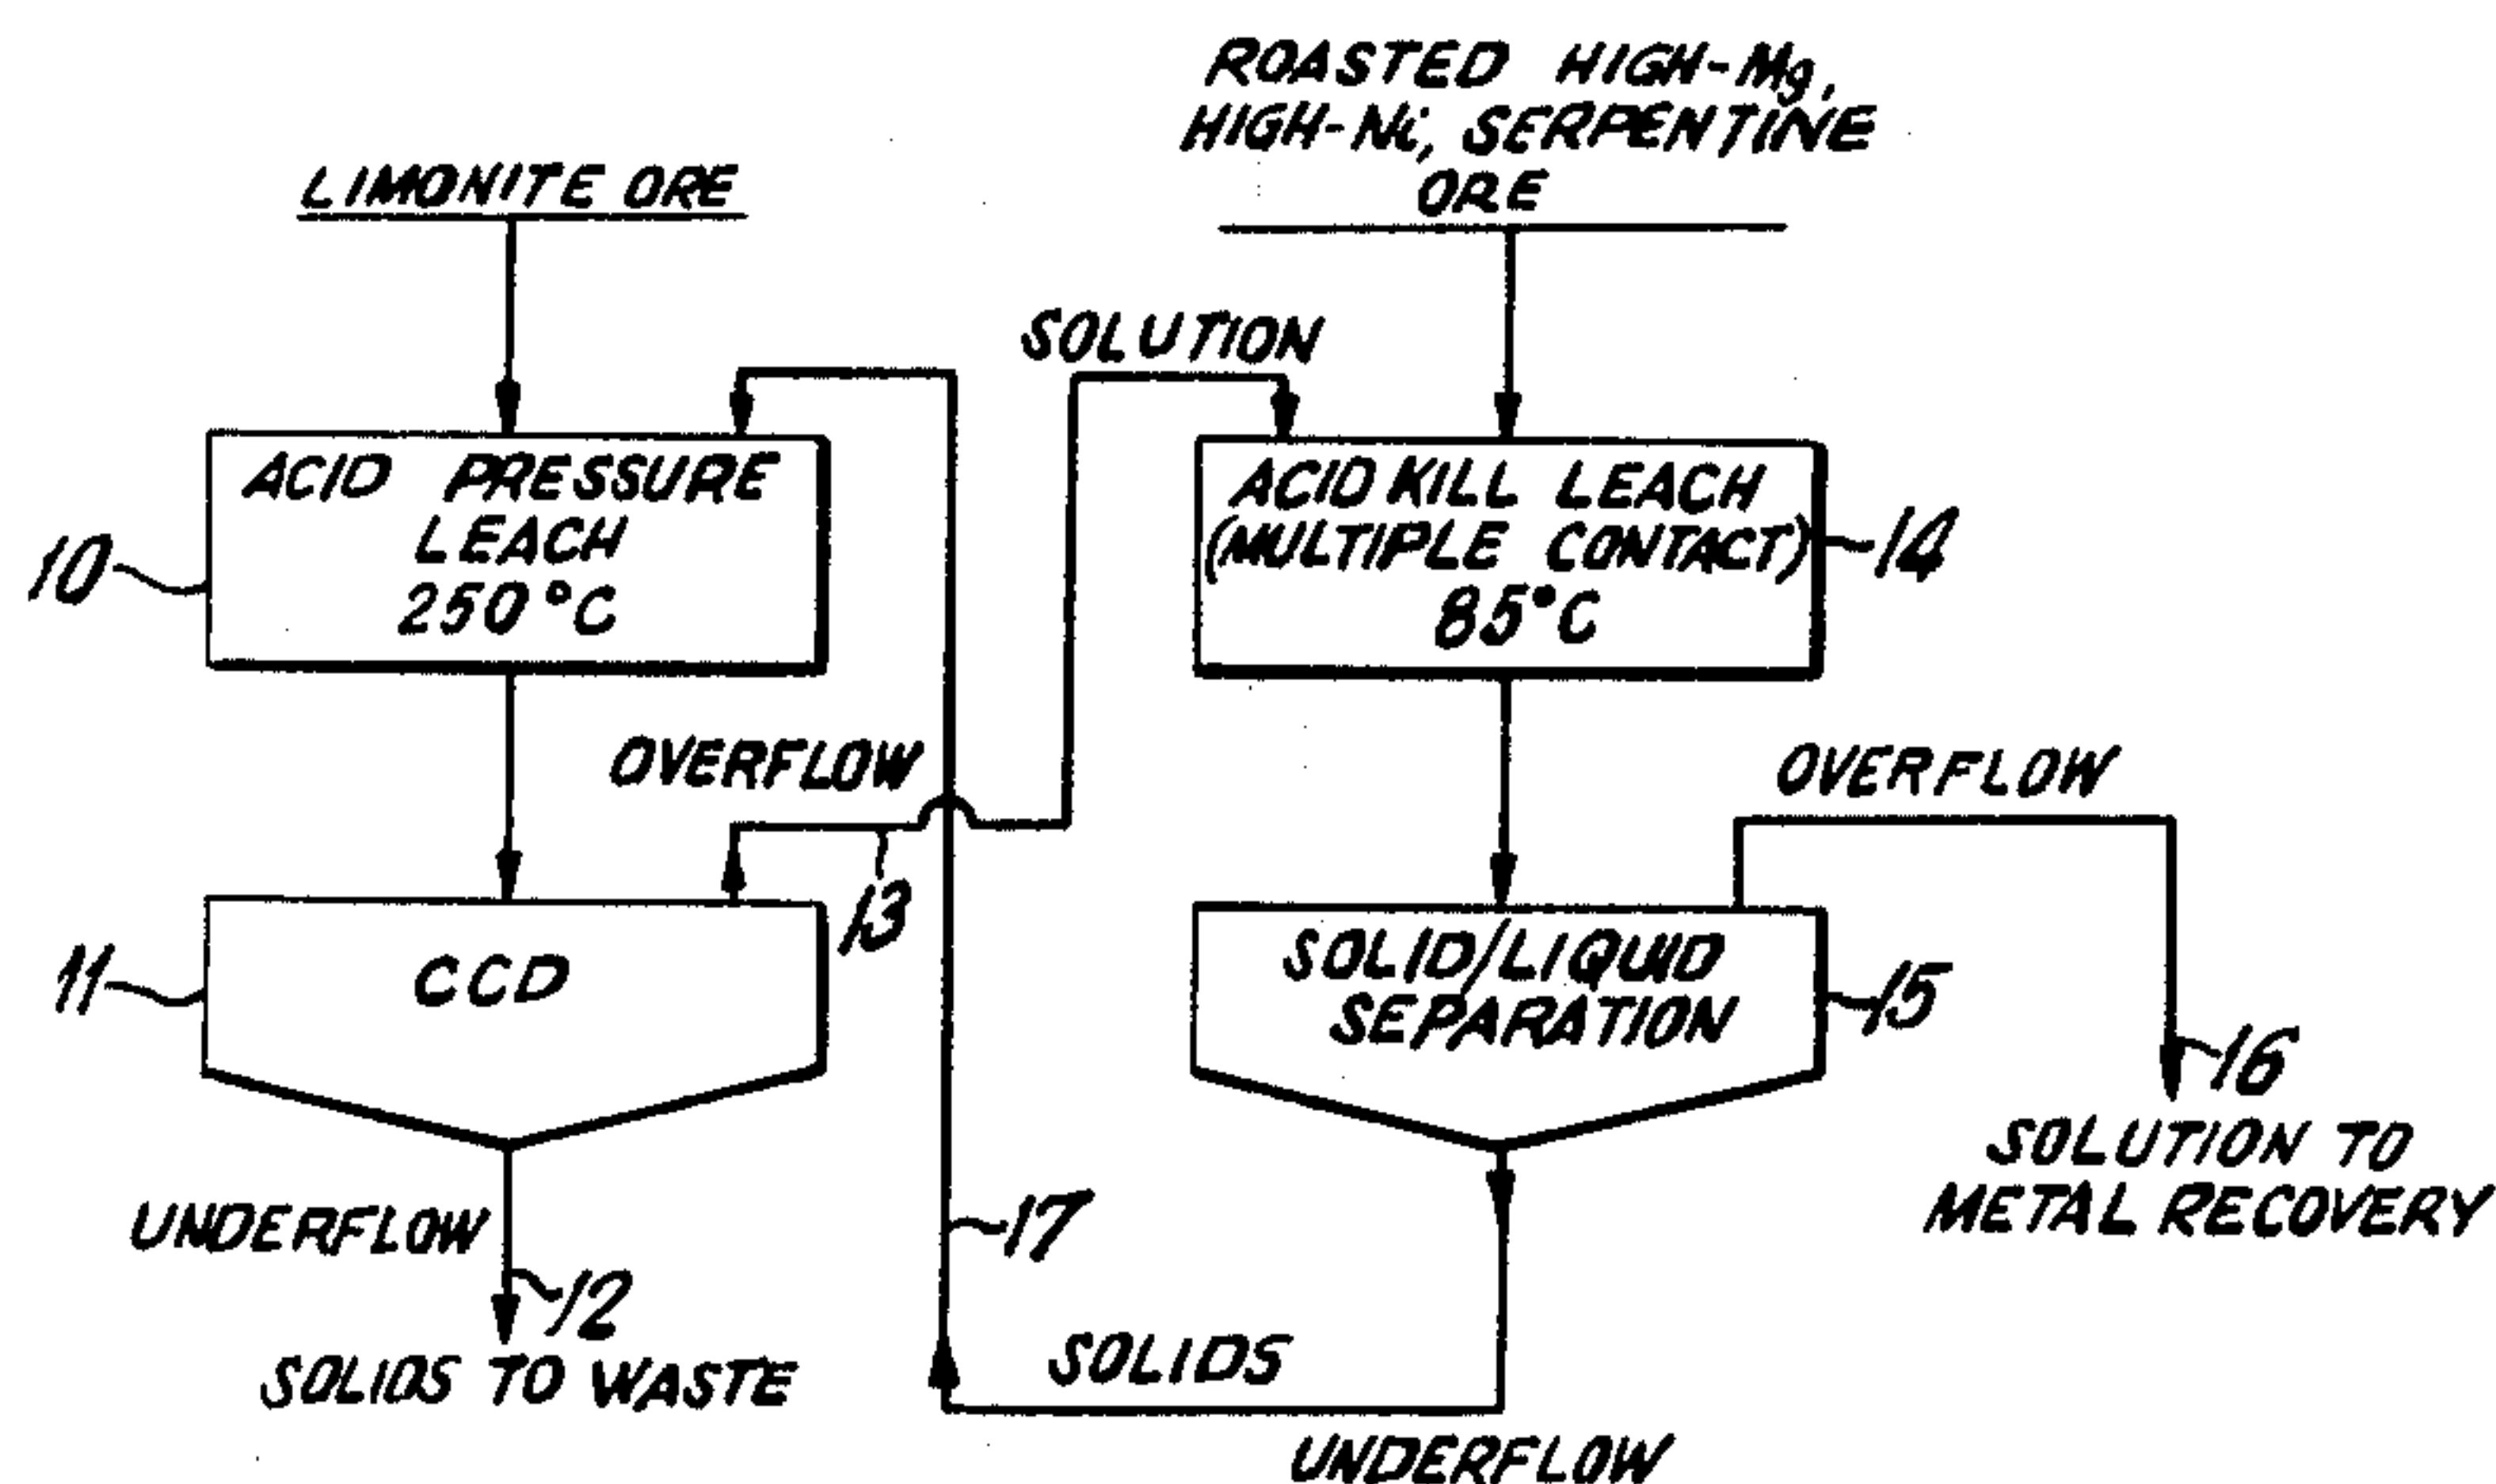 ROASTED HIGH-Mg,
HIGH-Ni, SERPENTINE
ORE
LIMONITE ORE
SOLUTION
ACID PRESSURE
LEACH
250°C
10
ACID KILL LEACH
(MULTIPLE CONTACT)
85°C
14
OVERFLOW
13
OVERFLOW
CCD
11
SOLID/LIQUID
SEPARATION
15
16
SOLUTION TO
METAL RECOVERY
UNDERFLOW
12
SOLIDS TO WASTE
17
SOLIDS
UNDERFLOW